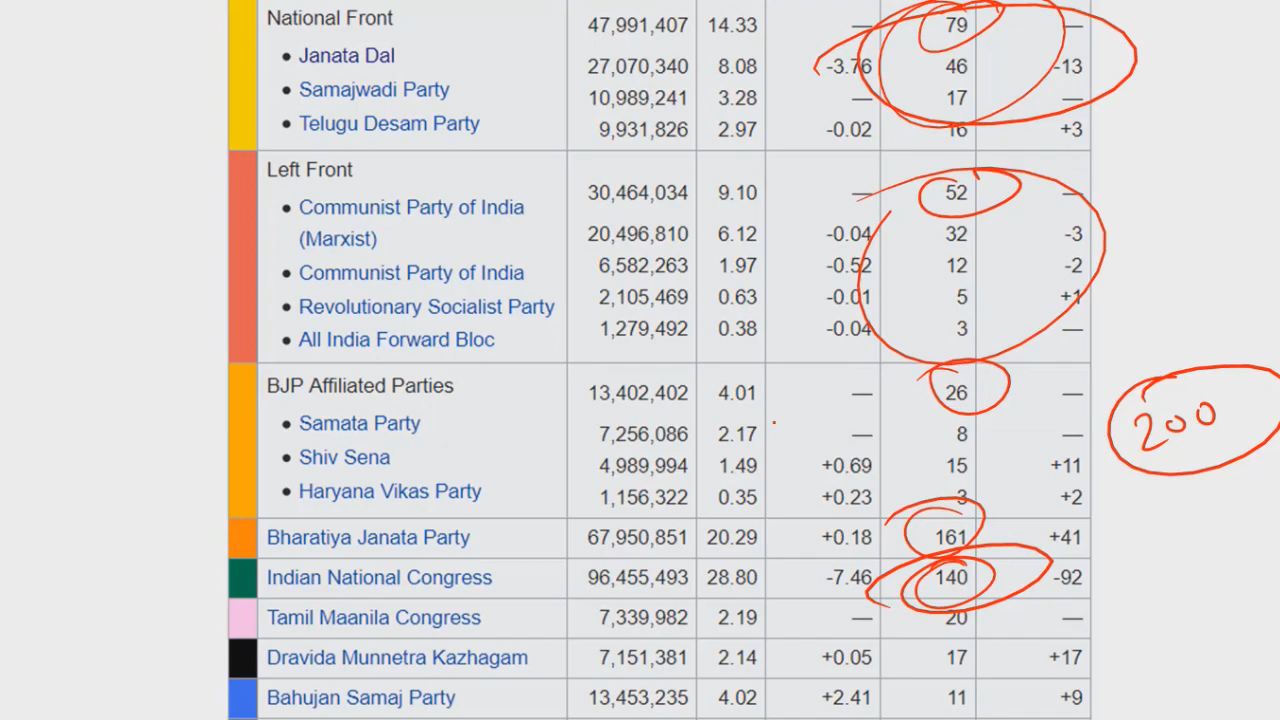 National Front 47,991,407 14.33 — 79 —
• Janata Dal 27,070,340 8.08 -3.76 46 -13
• Samajwadi Party 10,989,241 3.28 — 17 —
• Telugu Desam Party 9,931,826 2.97 -0.02 16 +3
Left Front 30,464,034 9.10 — 52 —
• Communist Party of India
(Marxist) 20,496,810 6.12 -0.04 32 -3
• Communist Party of India 6,582,263 1.97 -0.52 12 -2
• Revolutionary Socialist Party 2,105,469 0.63 -0.01 5 +1
• All India Forward Bloc 1,279,492 0.38 -0.04 3 —
BJP Affiliated Parties 13,402,402 4.01 — 26 —
200
• Samata Party 7,256,086 2.17 — 8 —
• Shiv Sena 4,989,994 1.49 +0.69 15 +11
• Haryana Vikas Party 1,156,322 0.35 +0.23 3 +2
Bharatiya Janata Party 67,950,851 20.29 +0.18 161 +41
Indian National Congress 96,455,493 28.80 -7.46 140 -92
Tamil Maanila Congress 7,339,982 2.19 — 20 —
Dravida Munnetra Kazhagam 7,151,381 2.14 +0.05 17 +17
Bahujan Samaj Party 13,453,235 4.02 +2.41 11 +9